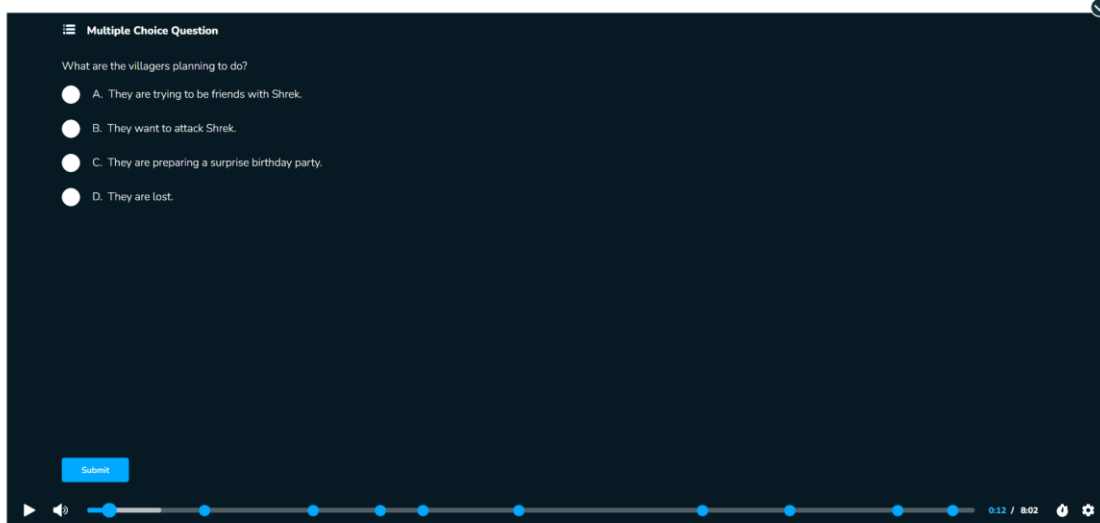 Multiple Choice Question
What are the villagers planning to do?
A. They are trying to be friends with Shrek.
B. They want to attack Shrek.
C. They are preparing a surprise birthday party.
D. They are lost.
Submit
0:12 / 8:02